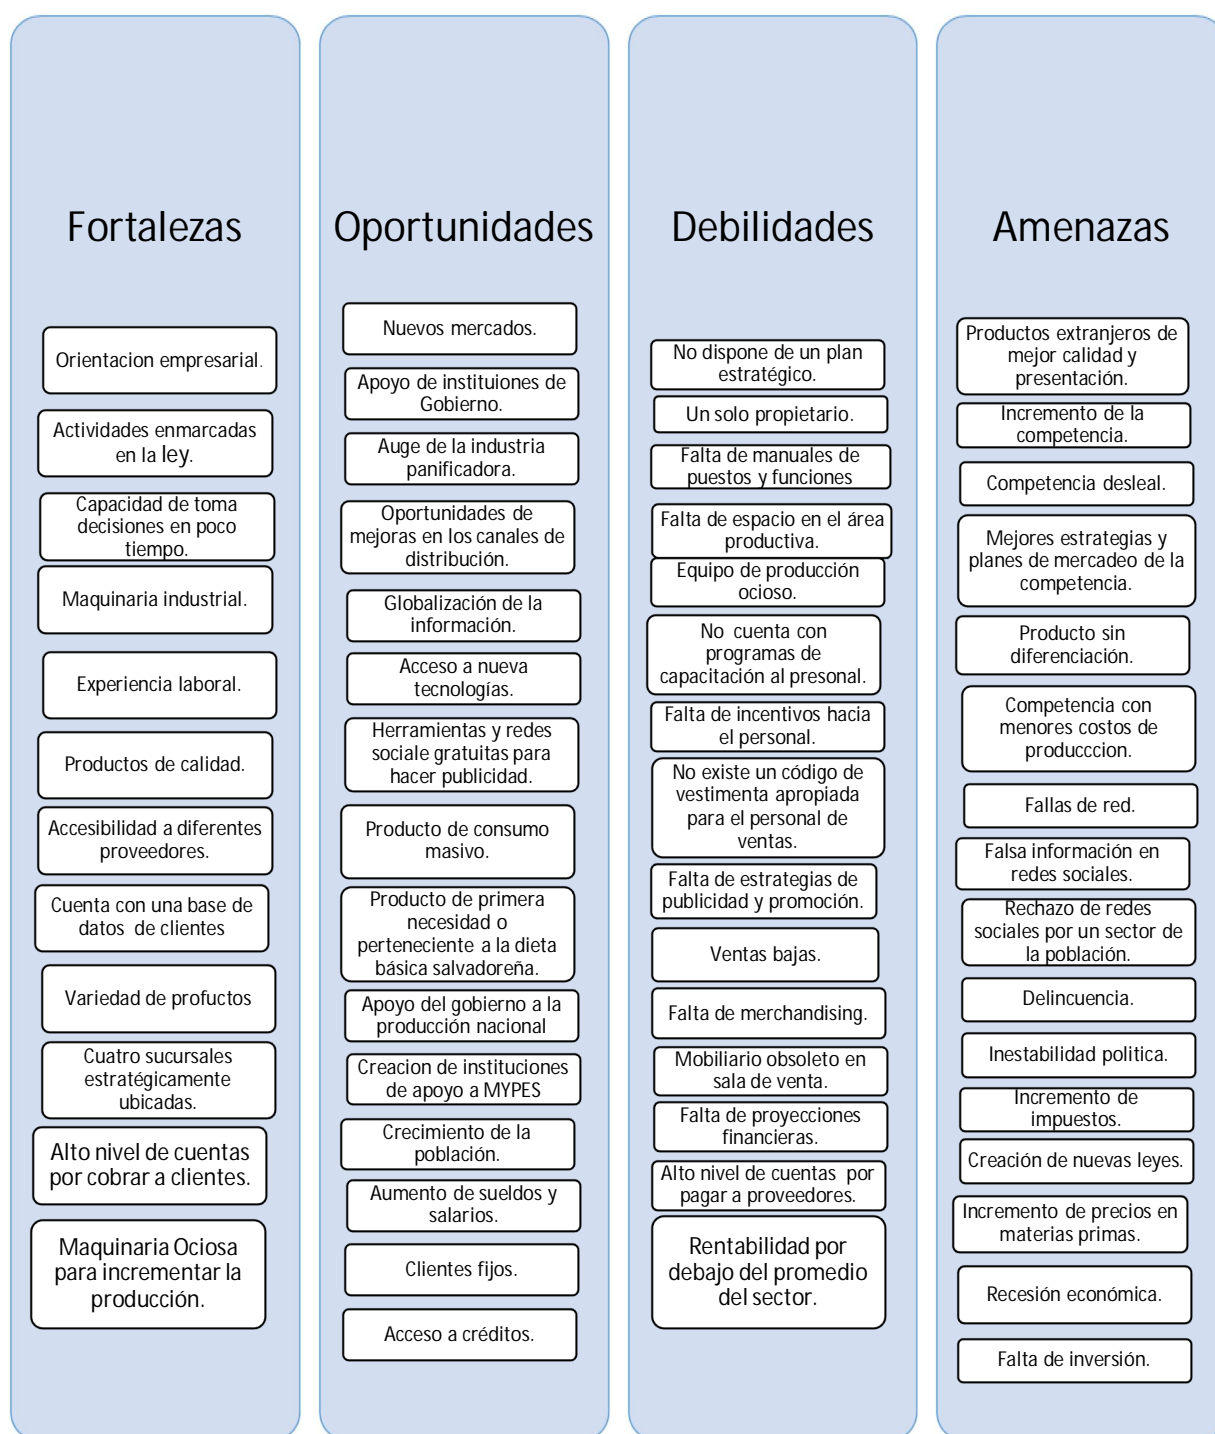 Fortalezas
Orientacion empresarial.
Actividades enmarcadas
en la ley.
Capacidad de toma
decisiones en poco
tiempo.
Maquinaria industrial.
Experiencia laboral.
Productos de calidad.
Accesibilidad a diferentes
proveedores.
Cuenta con una base de
datos de clientes
Variedad de profuctos
Cuatro sucursales
estratégicamente
ubicadas.
Alto nivel de cuentas
por cobrar a clientes.
Maquinaria Ociosa
para incrementar la
producción.
Oportunidades
Nuevos mercados.
Apoyo de instituiones de
Gobierno.
Auge de la industria
panificadora.
Oportunidades de
mejoras en los canales de
distribución.
Globalización de la
información.
Acceso a nueva
tecnologías.
Herramientas y redes
sociale gratuitas para
hacer publicidad.
Producto de consumo
masivo.
Producto de primera
necesidad o
perteneciente a la dieta
básica salvadoreña.
Apoyo del gobierno a la
producción nacional
Creacion de instituciones
de apoyo a MYPES
Crecimiento de la
población.
Aumento de sueldos y
salarios.
Clientes fijos.
Acceso a créditos.
Debilidades
No dispone de un plan
estratégico.
Un solo propietario.
Falta de manuales de
puestos y funciones
Falta de espacio en el área
productiva.
Equipo de producción
ocioso.
No cuenta con
programas de
capacitación al presonal.
Falta de incentivos hacia
el personal.
No existe un código de
vestimenta apropiada
para el personal de
ventas.
Falta de estrategias de
publicidad y promoción.
Ventas bajas.
Falta de merchandising.
Mobiliario obsoleto en
sala de venta.
Falta de proyecciones
financieras.
Alto nivel de cuentas por
pagar a proveedores.
Rentabilidad por
debajo del promedio
del sector.
Amenazas
Productos extranjeros de
mejor calidad y
presentación.
Incremento de la
competencia.
Competencia desleal.
Mejores estrategias y
planes de mercadeo de la
competencia.
Producto sin
diferenciación.
Competencia con
menores costos de
producccion.
Fallas de red.
Falsa información en
redes sociales.
Rechazo de redes
sociales por un sector de
la población.
Delincuencia.
Inestabilidad politica.
Incremento de
impuestos.
Creación de nuevas leyes.
Incremento de precios en
materias primas.
Recesión económica.
Falta de inversión.